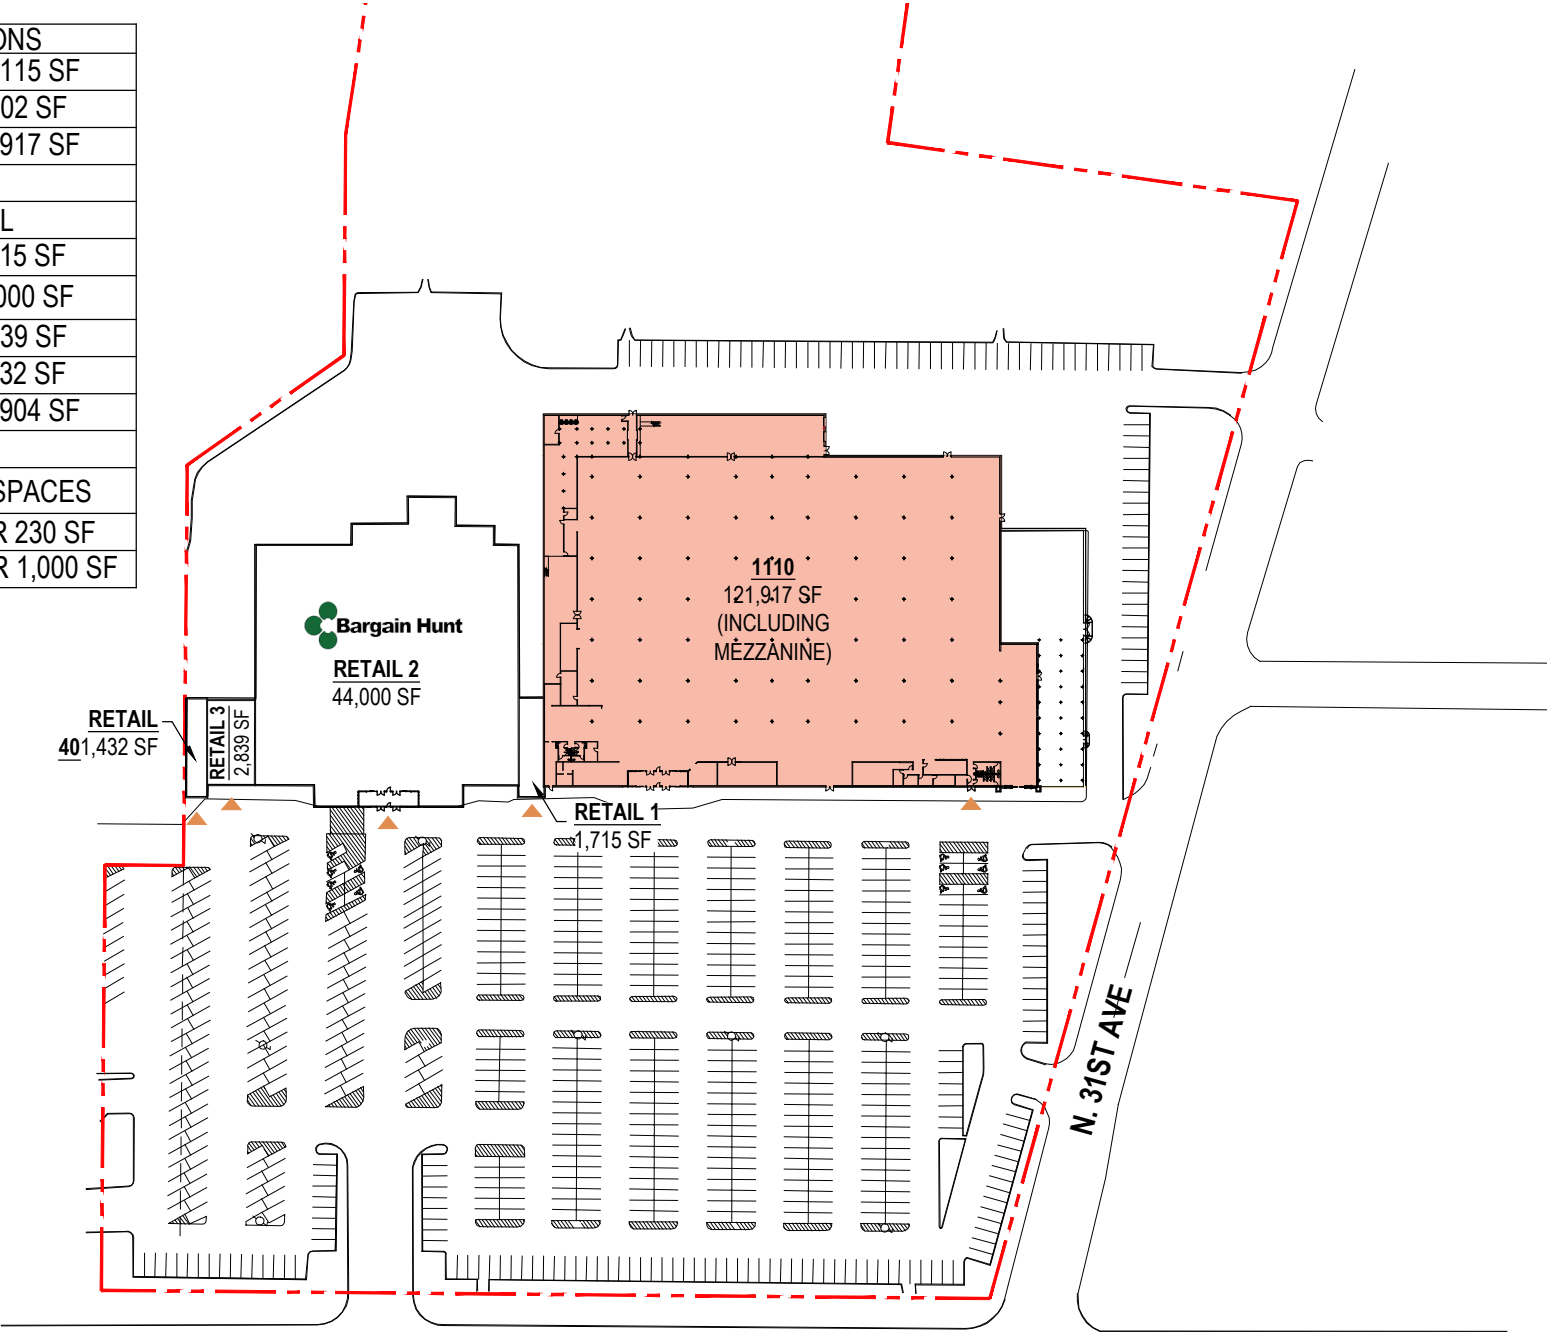 ONS
115 SF
02 SF
917 SF
L
15 SF
000 SF
39 SF
32 SF
904 SF
SPACES
R 230 SF
R 1,000 SF
1110
121,917 SF
(INCLUDING
MEZZANINE)
Bargain Hunt
RETAIL 2
44,000 SF
RETAIL 3
2,839 SF
RETAIL
401,432 SF
RETAIL 1
1,715 SF
N. 31ST AVE